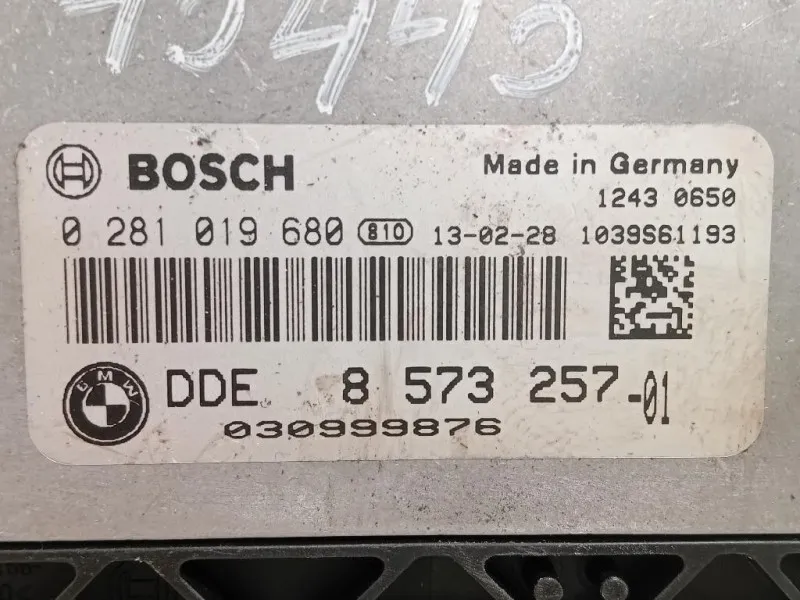 BOSCH Made in Germany
1243 0650
0 281 019 680 810 13-02-28 1039S61193
BMW DDE 8 573 257-01
030999876